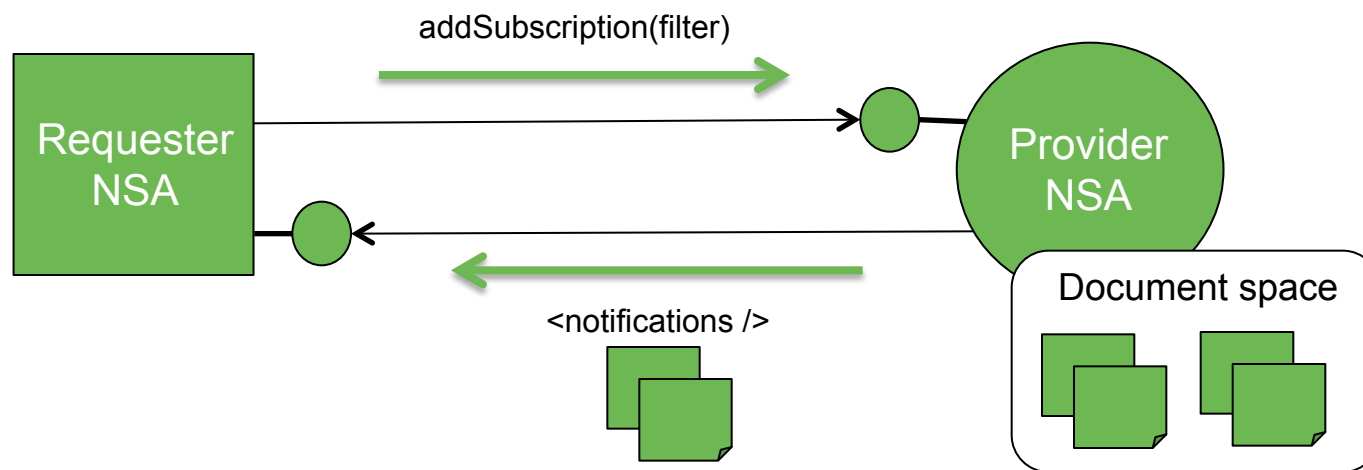 addSubscription(filter)
Requester
NSA
Provider
NSA
<notifications />
Document space